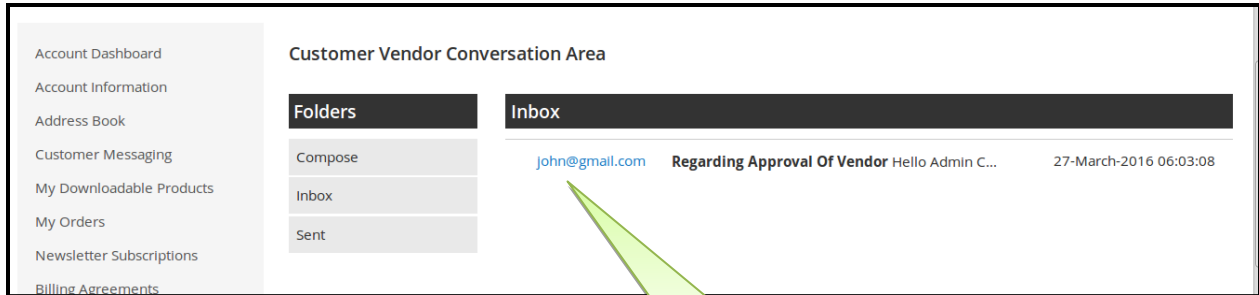 Account Dashboard
Account Information
Address Book
Customer Messaging
My Downloadable Products
My Orders
Newsletter Subscriptions
Billing Agreements
Customer Vendor Conversation Area
Folders
Compose
Inbox
Sent
Inbox
john@gmail.com Regarding Approval Of Vendor Hello Admin C... 27-March-2016 06:03:08